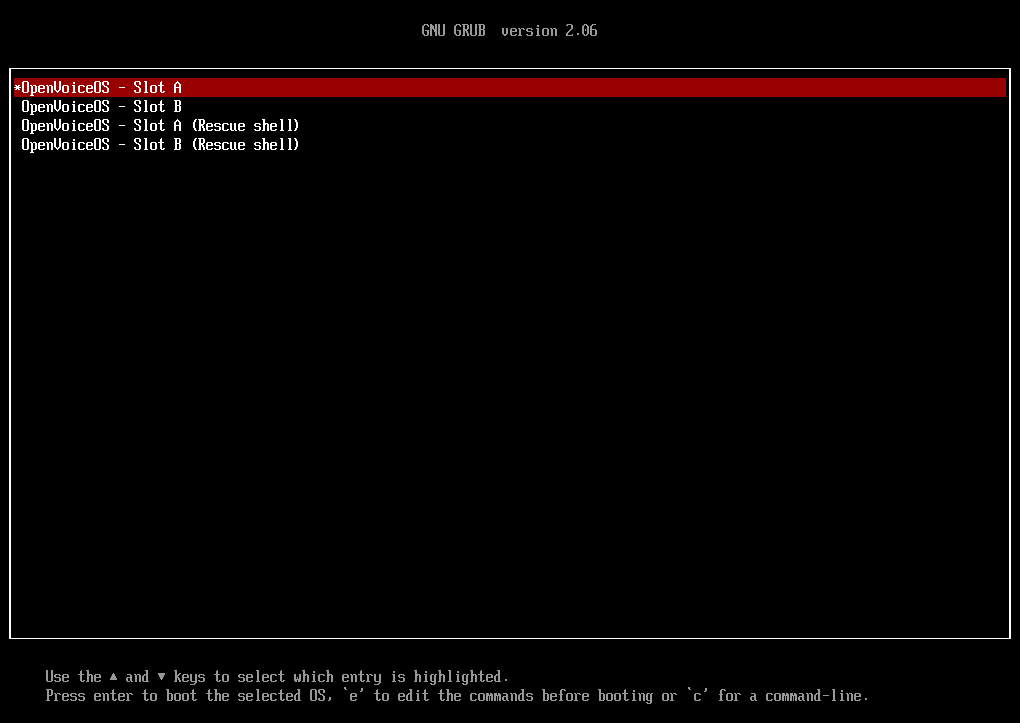 GNU GRUB  version 2.06
*OpenVoiceOS - Slot A
OpenVoiceOS - Slot B
OpenVoiceOS - Slot A (Rescue shell)
OpenVoiceOS - Slot B (Rescue shell)
Use the ▲ and ▼ keys to select which entry is highlighted.
Press enter to boot the selected OS, `e' to edit the commands before booting or `c' for a command-line.